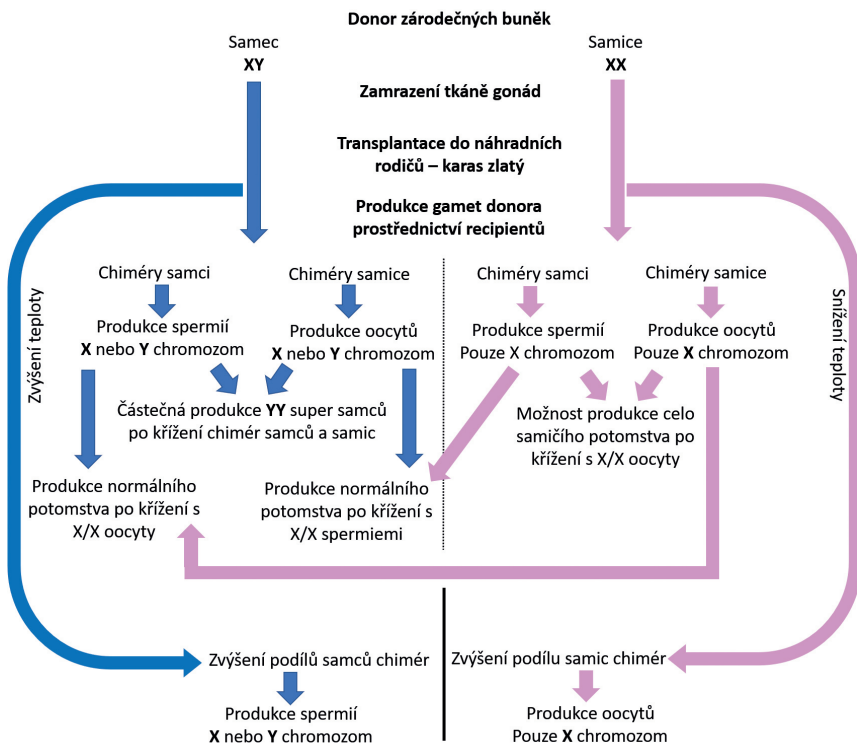 Donor zárodečných buněk
Samec
XY
Samice
XX
Zamrazení tkáně gonád
Transplantace do náhradních
rodičů – karas zlatý
Produkce gamet donora
prostřednictví recipientů
Zvýšení teploty
Snížení teploty
Chiméry samci
Chiméry samice
Chiméry samci
Chiméry samice
Produkce spermií
X nebo Y chromozom
Produkce oocytů
X nebo Y chromozom
Produkce spermií
Pouze X chromozom
Produkce oocytů
Pouze X chromozom
Částečná produkce YY super samců
po křížení chimér samců a samic
Možnost produkce celo
samičího potomstva po
křížení s X/X oocyty
Produkce normálního
potomstva po křížení s
X/X oocyty
Produkce normálního
potomstva po křížení s
X/X spermiemi
Zvýšení podílů samců chimér
Zvýšení podílu samic chimér
Produkce spermií
X nebo Y chromozom
Produkce oocytů
Pouze X chromozom